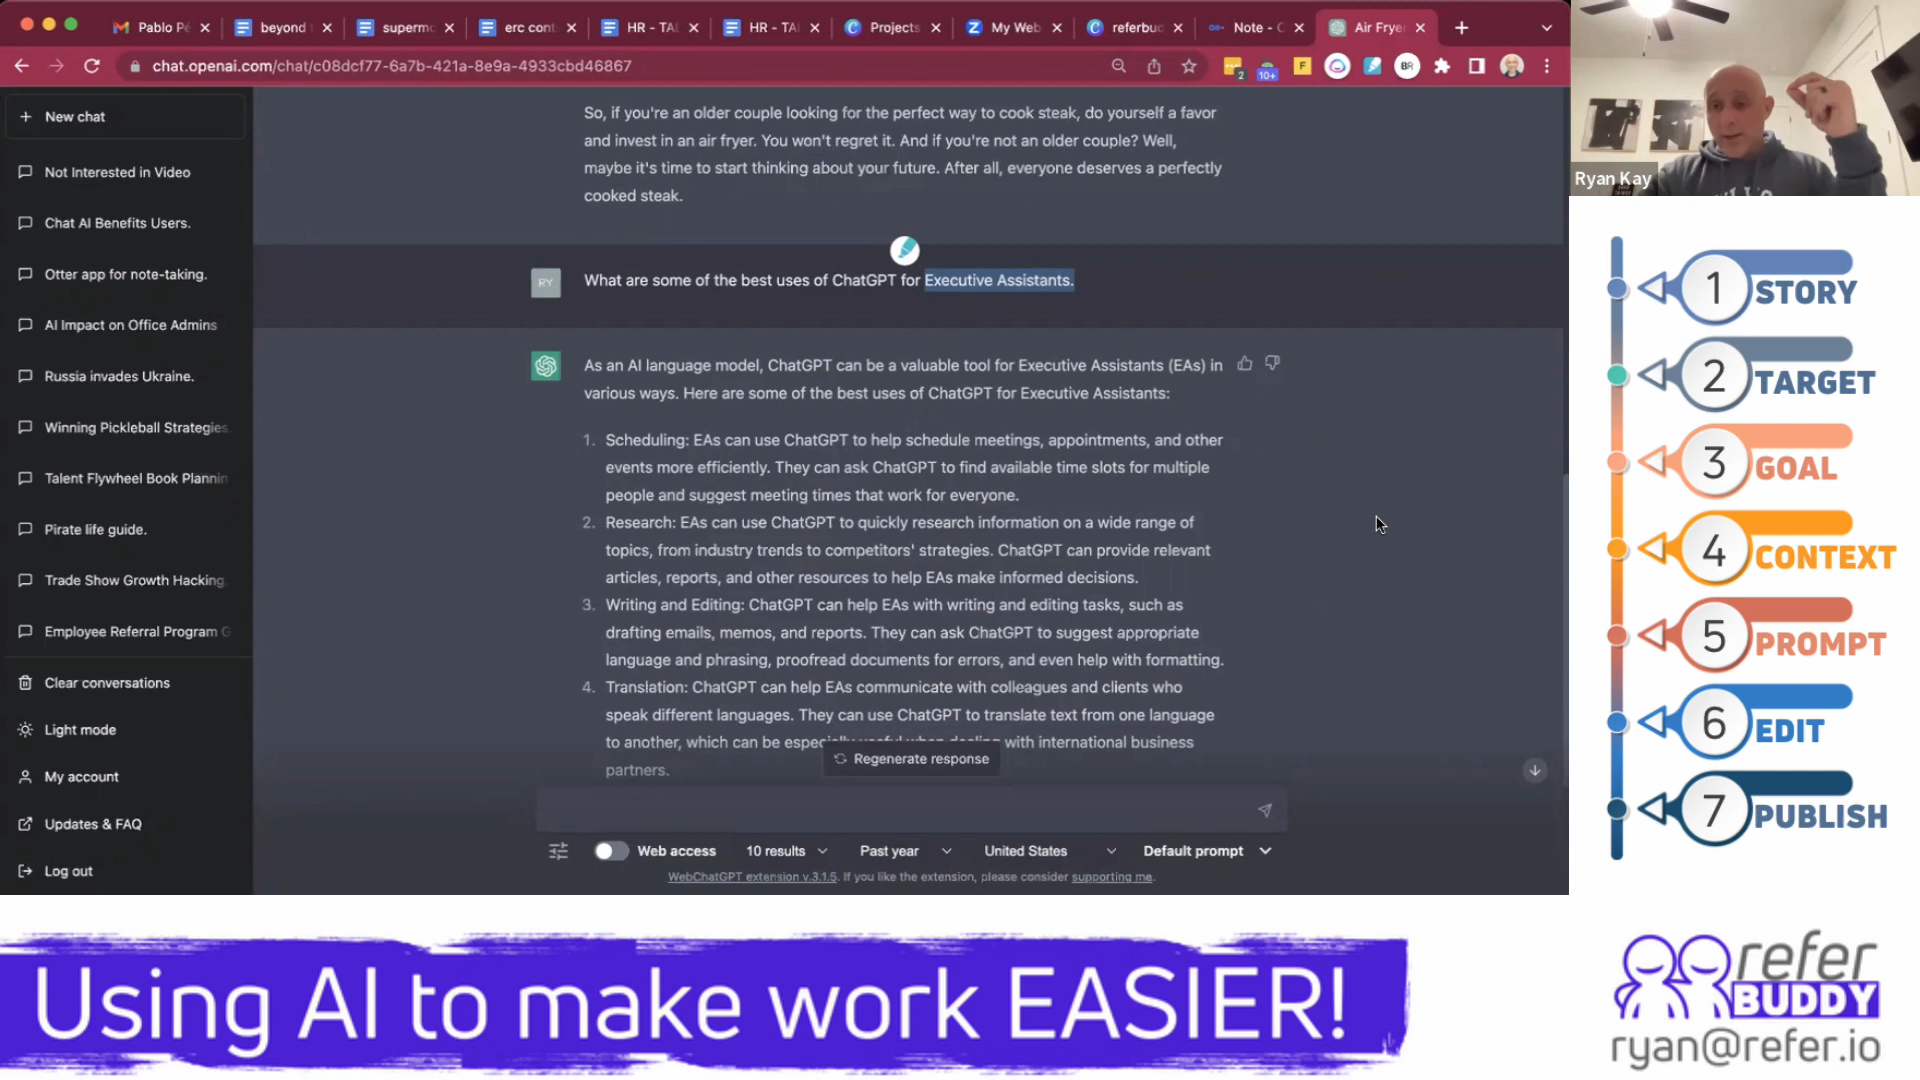 Pablo Pe
beyond
supermo
erc cont
HR - TAL
HR - TAL
Projects
My Web
referbud
Note - C
Air Fryer
chat.openai.com/chat/c08dcf77-6a7b-421a-8e9a-4933cbd46867
2
10+
F
BR
New chat
Not Interested in Video
Chat AI Benefits Users.
Otter app for note-taking.
AI Impact on Office Admins
Russia invades Ukraine.
Winning Pickleball Strategies
Talent Flywheel Book Plannin
Pirate life guide.
Trade Show Growth Hacking
Employee Referral Program G
Clear conversations
Light mode
My account
Updates & FAQ
Log out
So, if you're an older couple looking for the perfect way to cook steak, do yourself a favor
and invest in an air fryer. You won't regret it. And if you're not an older couple? Well,
maybe it's time to start thinking about your future. After all, everyone deserves a perfectly
cooked steak.
RY
What are some of the best uses of ChatGPT for Executive Assistants.
As an AI language model, ChatGPT can be a valuable tool for Executive Assistants (EAs) in
various ways. Here are some of the best uses of ChatGPT for Executive Assistants:
1. Scheduling: EAs can use ChatGPT to help schedule meetings, appointments, and other
events more efficiently. They can ask ChatGPT to find available time slots for multiple
people and suggest meeting times that work for everyone.
2. Research: EAs can use ChatGPT to quickly research information on a wide range of
topics, from industry trends to competitors' strategies. ChatGPT can provide relevant
articles, reports, and other resources to help EAs make informed decisions.
3. Writing and Editing: ChatGPT can help EAs with writing and editing tasks, such as
drafting emails, memos, and reports. They can ask ChatGPT to suggest appropriate
language and phrasing, proofread documents for errors, and even help with formatting.
4. Translation: ChatGPT can help EAs communicate with colleagues and clients who
speak different languages. They can use ChatGPT to translate text from one language
to another, which can be especially useful when dealing with international business
partners.
Regenerate response
Web access
10 results
Past year
United States
Default prompt
WebChatGPT extension v.3.1.5. If you like the extension, please consider supporting me.
Ryan Kay
1 STORY
2 TARGET
3 GOAL
4 CONTEXT
5 PROMPT
6 EDIT
7 PUBLISH
Using AI to make work EASIER!
refer
BUDDY
ryan@refer.io